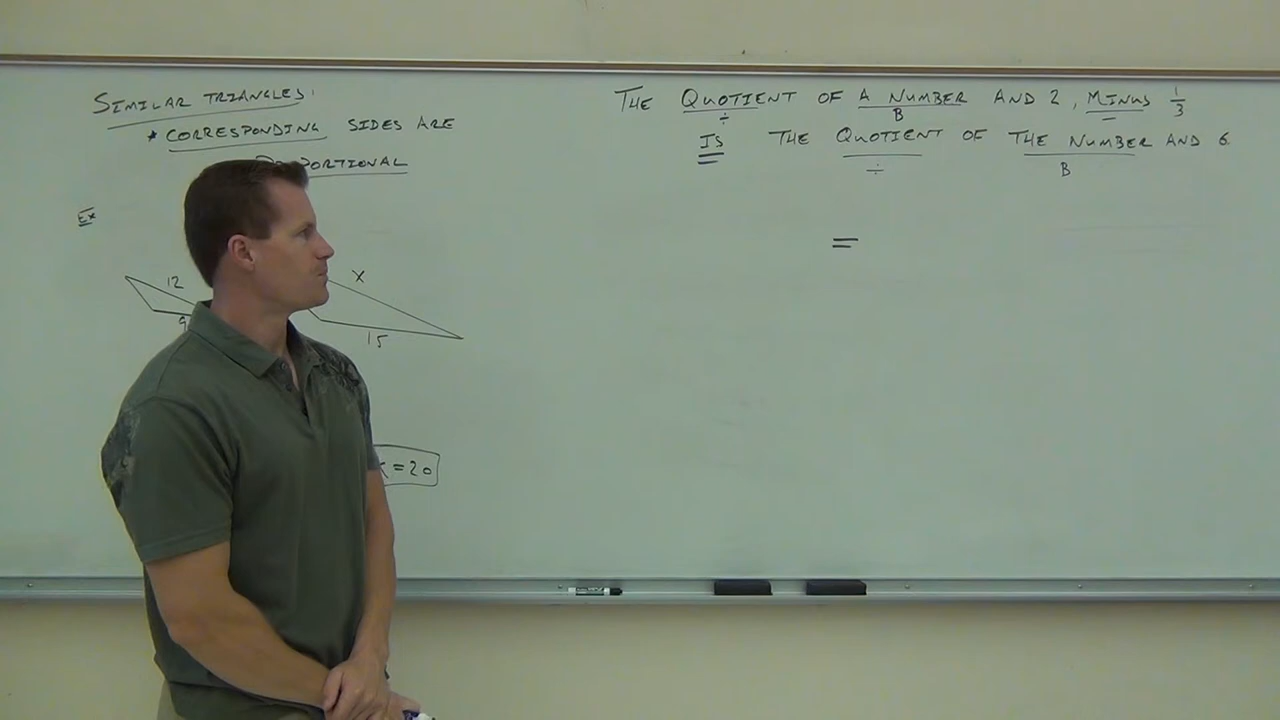 SIMILAR TRIANGLES:
* CORRESPONDING SIDES ARE
PROPORTIONAL
EX
12
X
9
15
X = 20
THE QUOTIENT OF A NUMBER AND 2, MINUS 1/3
÷ B −
IS THE QUOTIENT OF THE NUMBER AND 6
÷ B
=